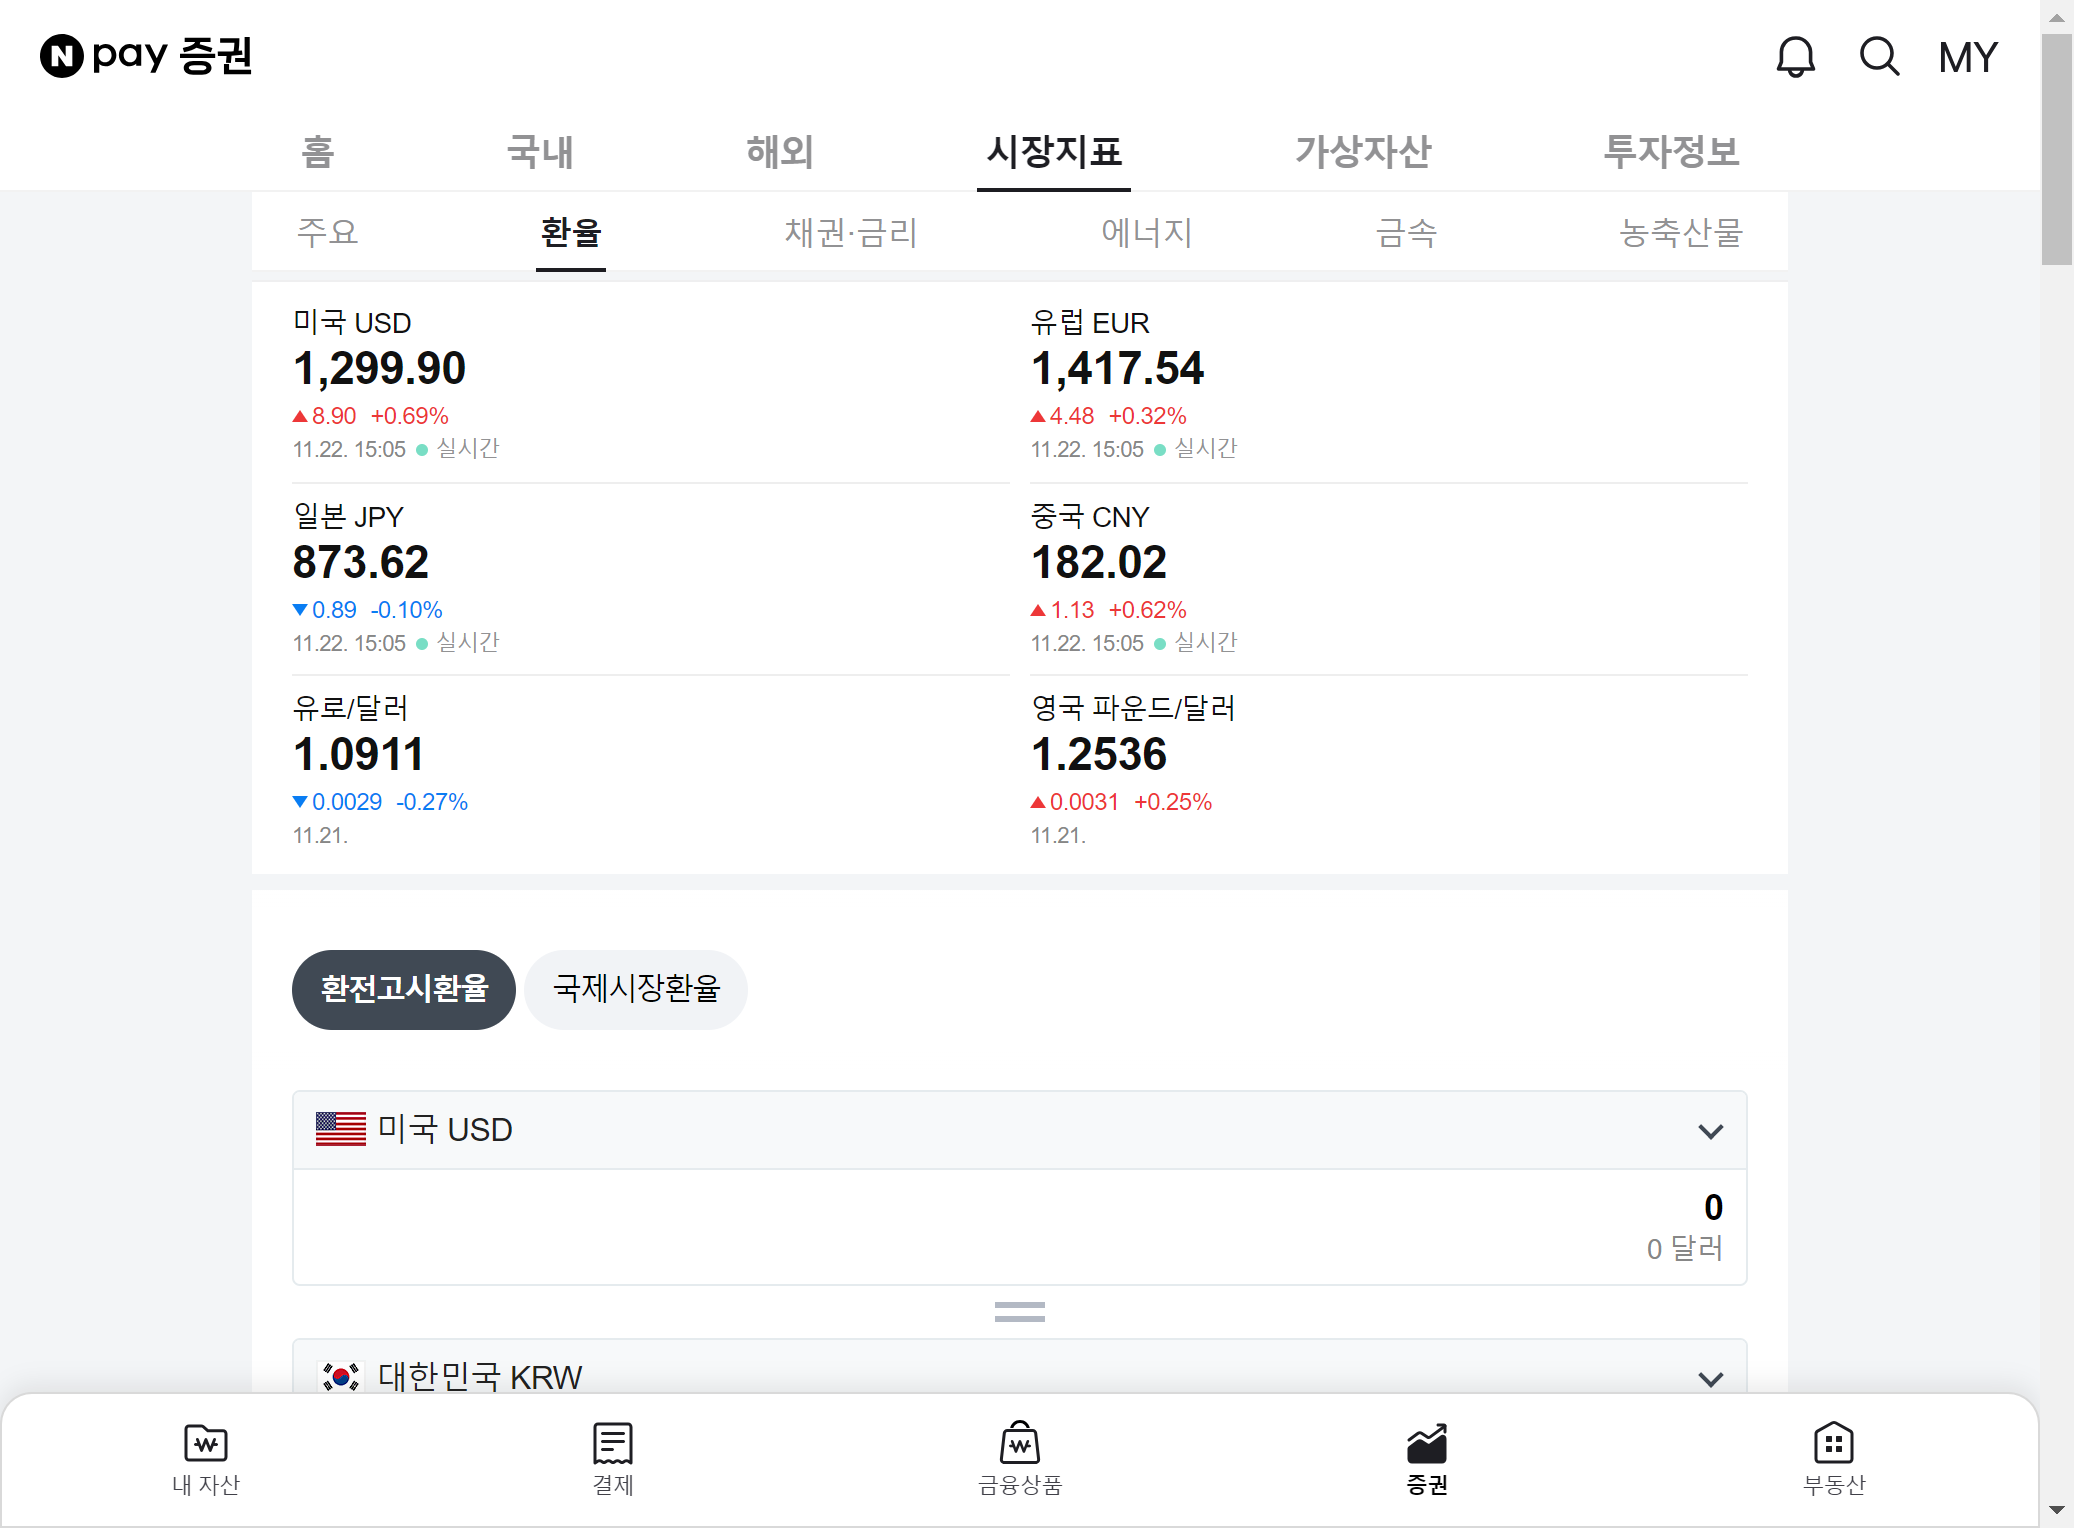 N pay 증권
MY
홈 국내 해외 시장지표 가상자산 투자정보
주요 환율 채권·금리 에너지 금속 농축산물
미국 USD
1,299.90
▲8.90 +0.69%
11.22. 15:05 ● 실시간
유럽 EUR
1,417.54
▲4.48 +0.32%
11.22. 15:05 ● 실시간
일본 JPY
873.62
▼0.89 -0.10%
11.22. 15:05 ● 실시간
중국 CNY
182.02
▲1.13 +0.62%
11.22. 15:05 ● 실시간
유로/달러
1.0911
▼0.0029 -0.27%
11.21.
영국 파운드/달러
1.2536
▲0.0031 +0.25%
11.21.
환전고시환율 국제시장환율
미국 USD
0
0 달러
대한민국 KRW
내 자산 결제 금융상품 증권 부동산